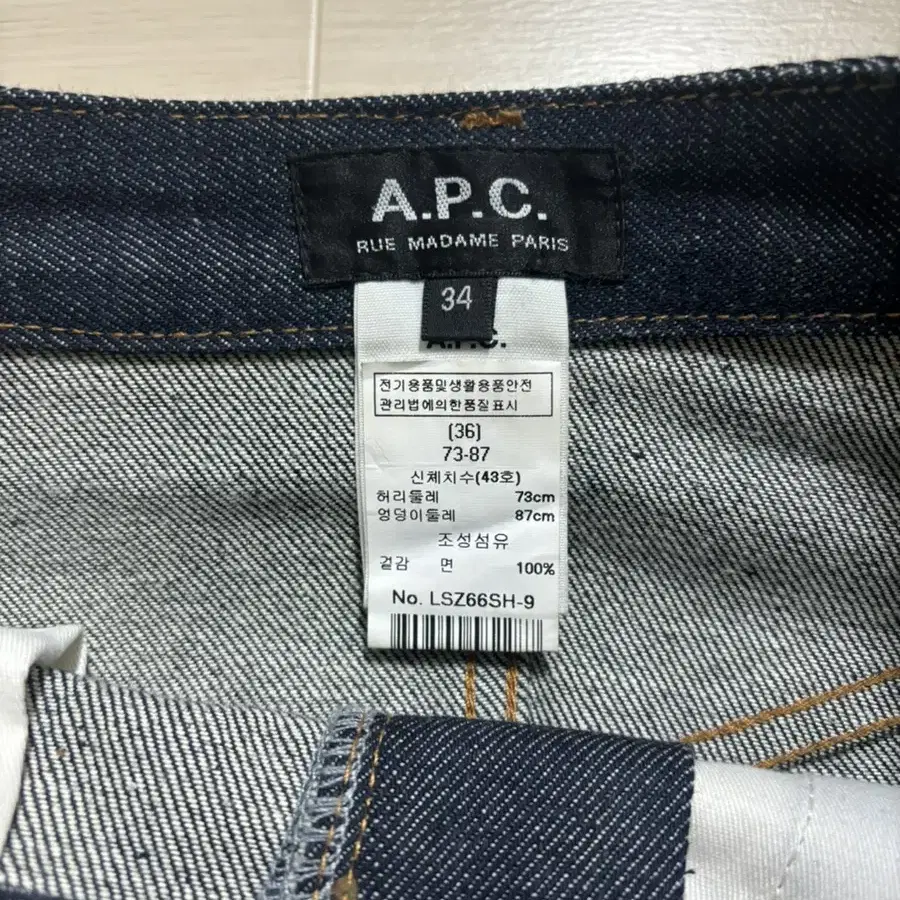 A.P.C.
RUE MADAME PARIS
34
A.P.C.
전기용품및생활용품안전
관리법에의한품질표시
(36)
73-87
신체치수(43호)
허리둘레 73cm
엉덩이둘레 87cm
조성섬유
겉감 면 100%
No. LSZ66SH-9